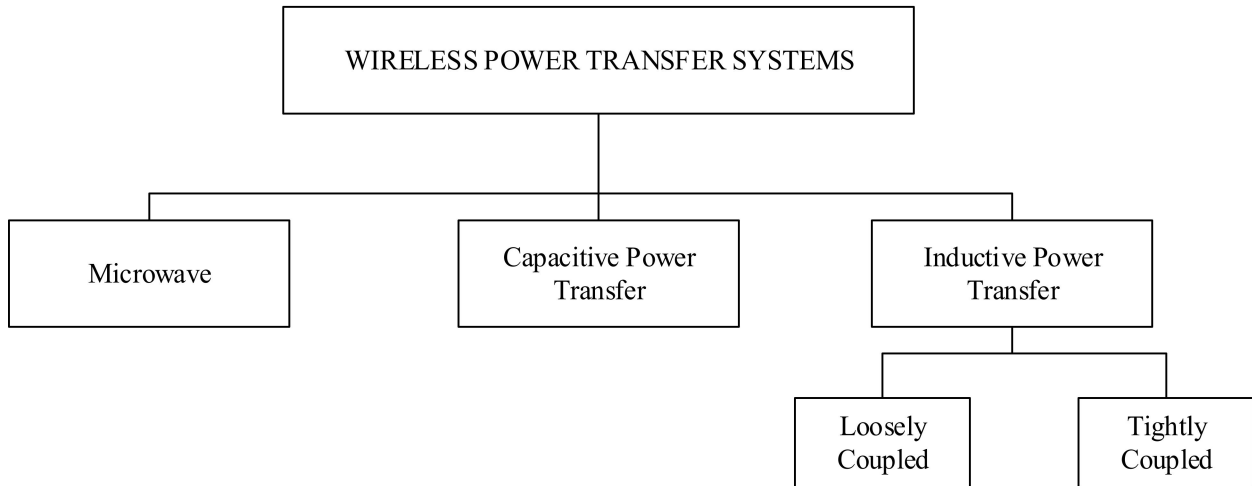 WIRELESS POWER TRANSFER SYSTEMS
Microwave
Capacitive Power
Transfer
Inductive Power
Transfer
Loosely
Coupled
Tightly
Coupled